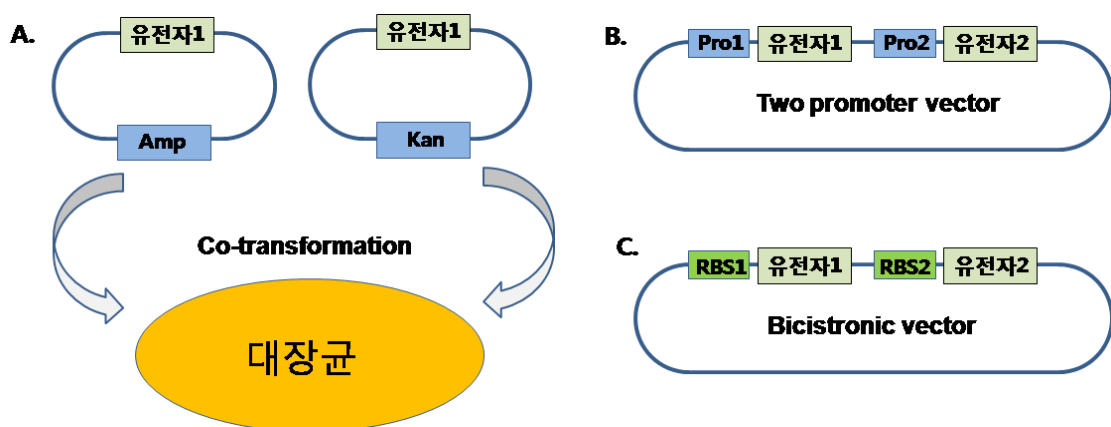 A.
유전자1
유전자1
Amp
Kan
Co-transformation
대장균
B.
Pro1 유전자1 Pro2 유전자2
Two promoter vector
C.
RBS1 유전자1 RBS2 유전자2
Bicistronic vector